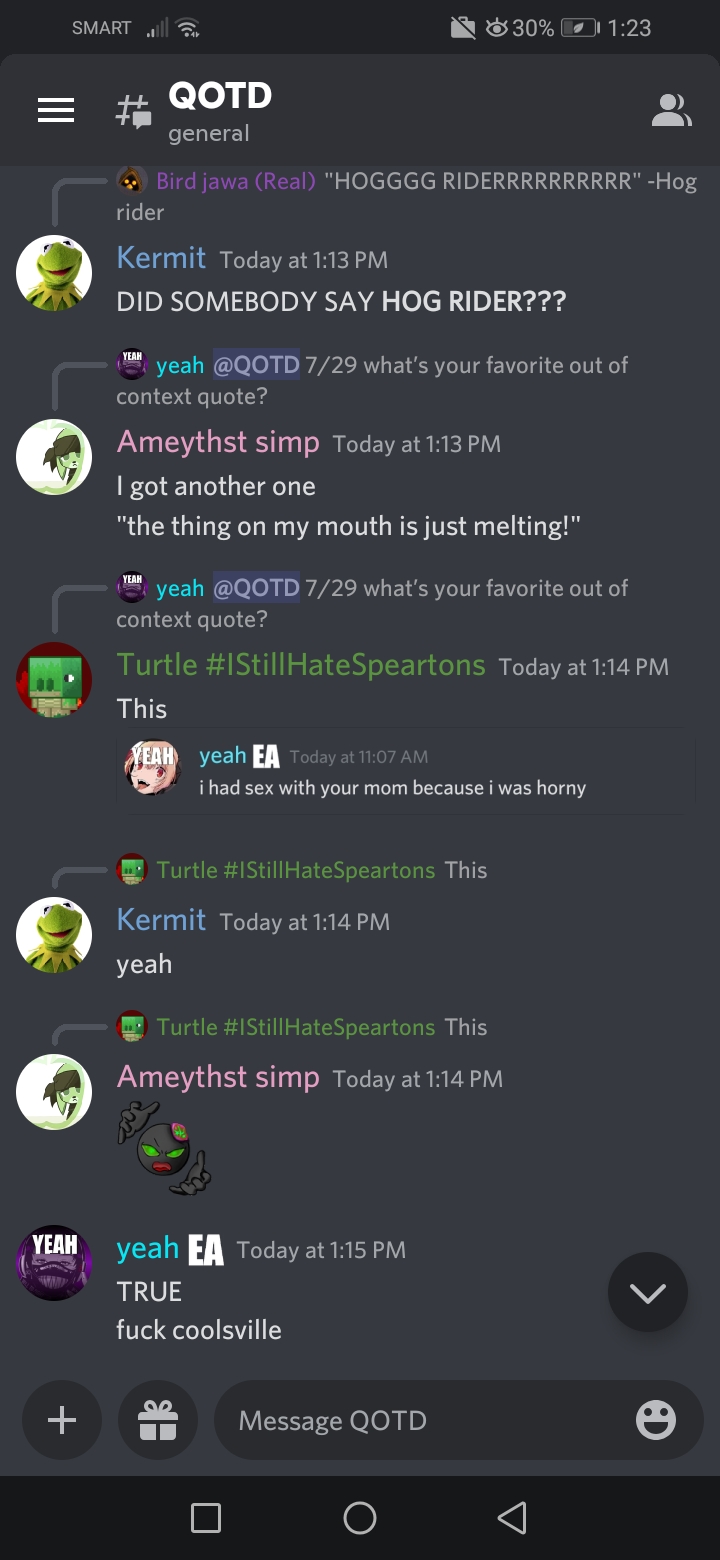 SMART 30% 1:23
QOTD
general
Bird jawa (Real) "HOGGGG RIDERRRRRRRRRR" -Hog
rider
Kermit Today at 1:13 PM
DID SOMEBODY SAY HOG RIDER???
YEAH yeah @QOTD 7/29 what's your favorite out of
context quote?
Ameythst simp Today at 1:13 PM
I got another one
"the thing on my mouth is just melting!"
YEAH yeah @QOTD 7/29 what's your favorite out of
context quote?
Turtle #IStillHateSpeartons Today at 1:14 PM
This
YEAH yeah EA Today at 11:07 AM
i had sex with your mom because i was horny
Turtle #IStillHateSpeartons This
Kermit Today at 1:14 PM
yeah
Turtle #IStillHateSpeartons This
Ameythst simp Today at 1:14 PM
YEAH yeah EA Today at 1:15 PM
TRUE
fuck coolsville
Message QOTD